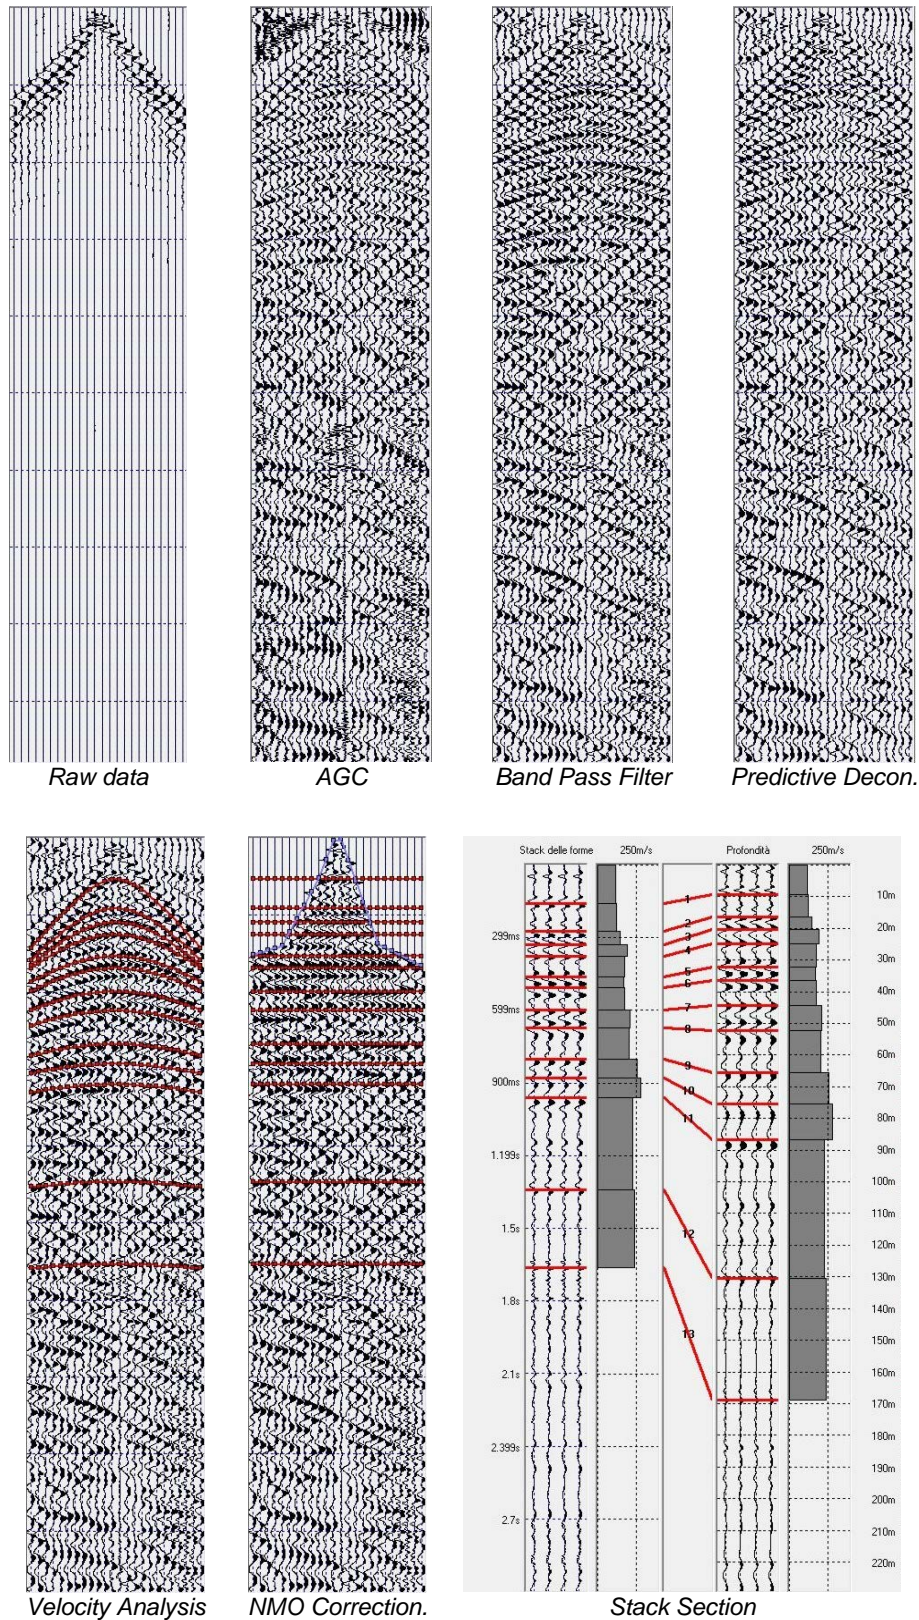 Raw data
AGC
Band Pass Filter
Predictive Decon.
Stack delle forme
250m/s
Profondità
250m/s
299ms
599ms
900ms
1.199s
1.5s
1.8s
2.1s
2.399s
2.7s
1
2
3
4
5
6
7
8
9
10
11
12
13
10m
20m
30m
40m
50m
60m
70m
80m
90m
100m
110m
120m
130m
140m
150m
160m
170m
180m
190m
200m
210m
220m
Velocity Analysis
NMO Correction.
Stack Section